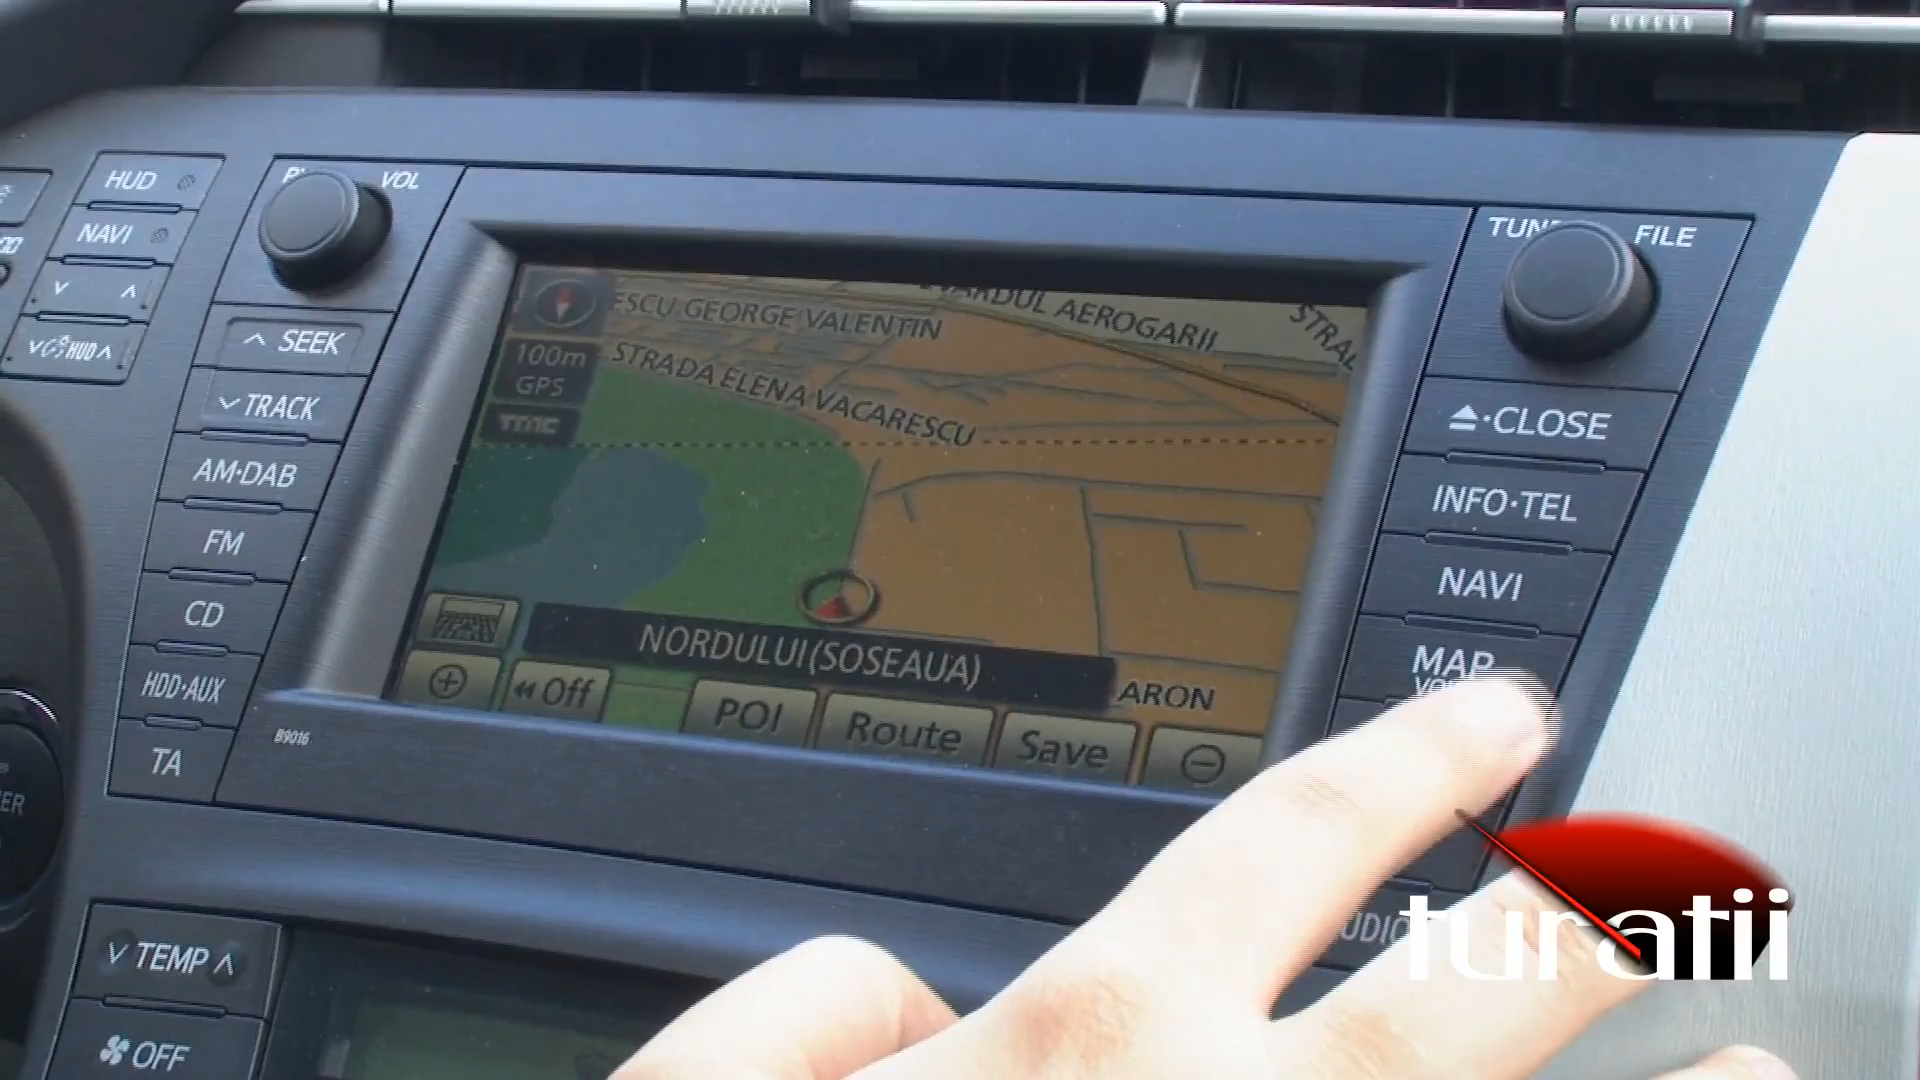 HUD
NAVI
HUD
VOL
SEEK
TRACK
AM·DAB
FM
CD
HDD·AUX
TA
B9016
TEMP
OFF
ESCU GEORGE VALENTIN
AEROGARII
STRADA ELENA VACARESCU
100m
GPS
TMC
NORDULUI(SOSEAUA)
ARON
Off
POI
Route
Save
FILE
CLOSE
INFO·TEL
NAVI
MAP
turatii